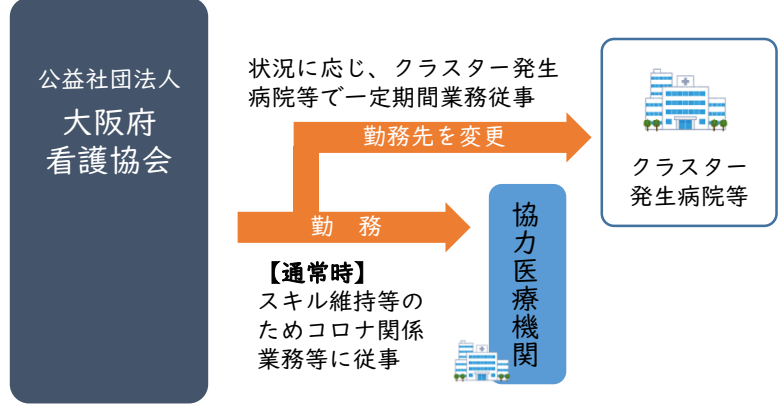 公益社団法人
大阪府
看護協会
状況に応じ、クラスター発生
病院等で一定期間業務従事
勤務先を変更
クラスター
発生病院等
勤　務
協力医療機関
【通常時】
スキル維持等の
ためコロナ関係
業務等に従事